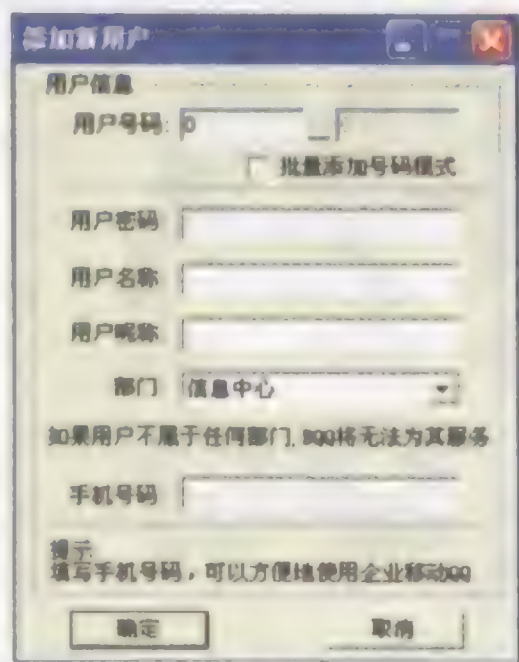 添加新用户
用户信息
用户号码: 0 _
批量添加号码模式
用户密码
用户名称
用户昵称
部门 信息中心
如果用户不属于任何部门, BQQ将无法为其服务
手机号码
提示:
填写手机号码，可以方便地使用企业移动QQ
确定 取消